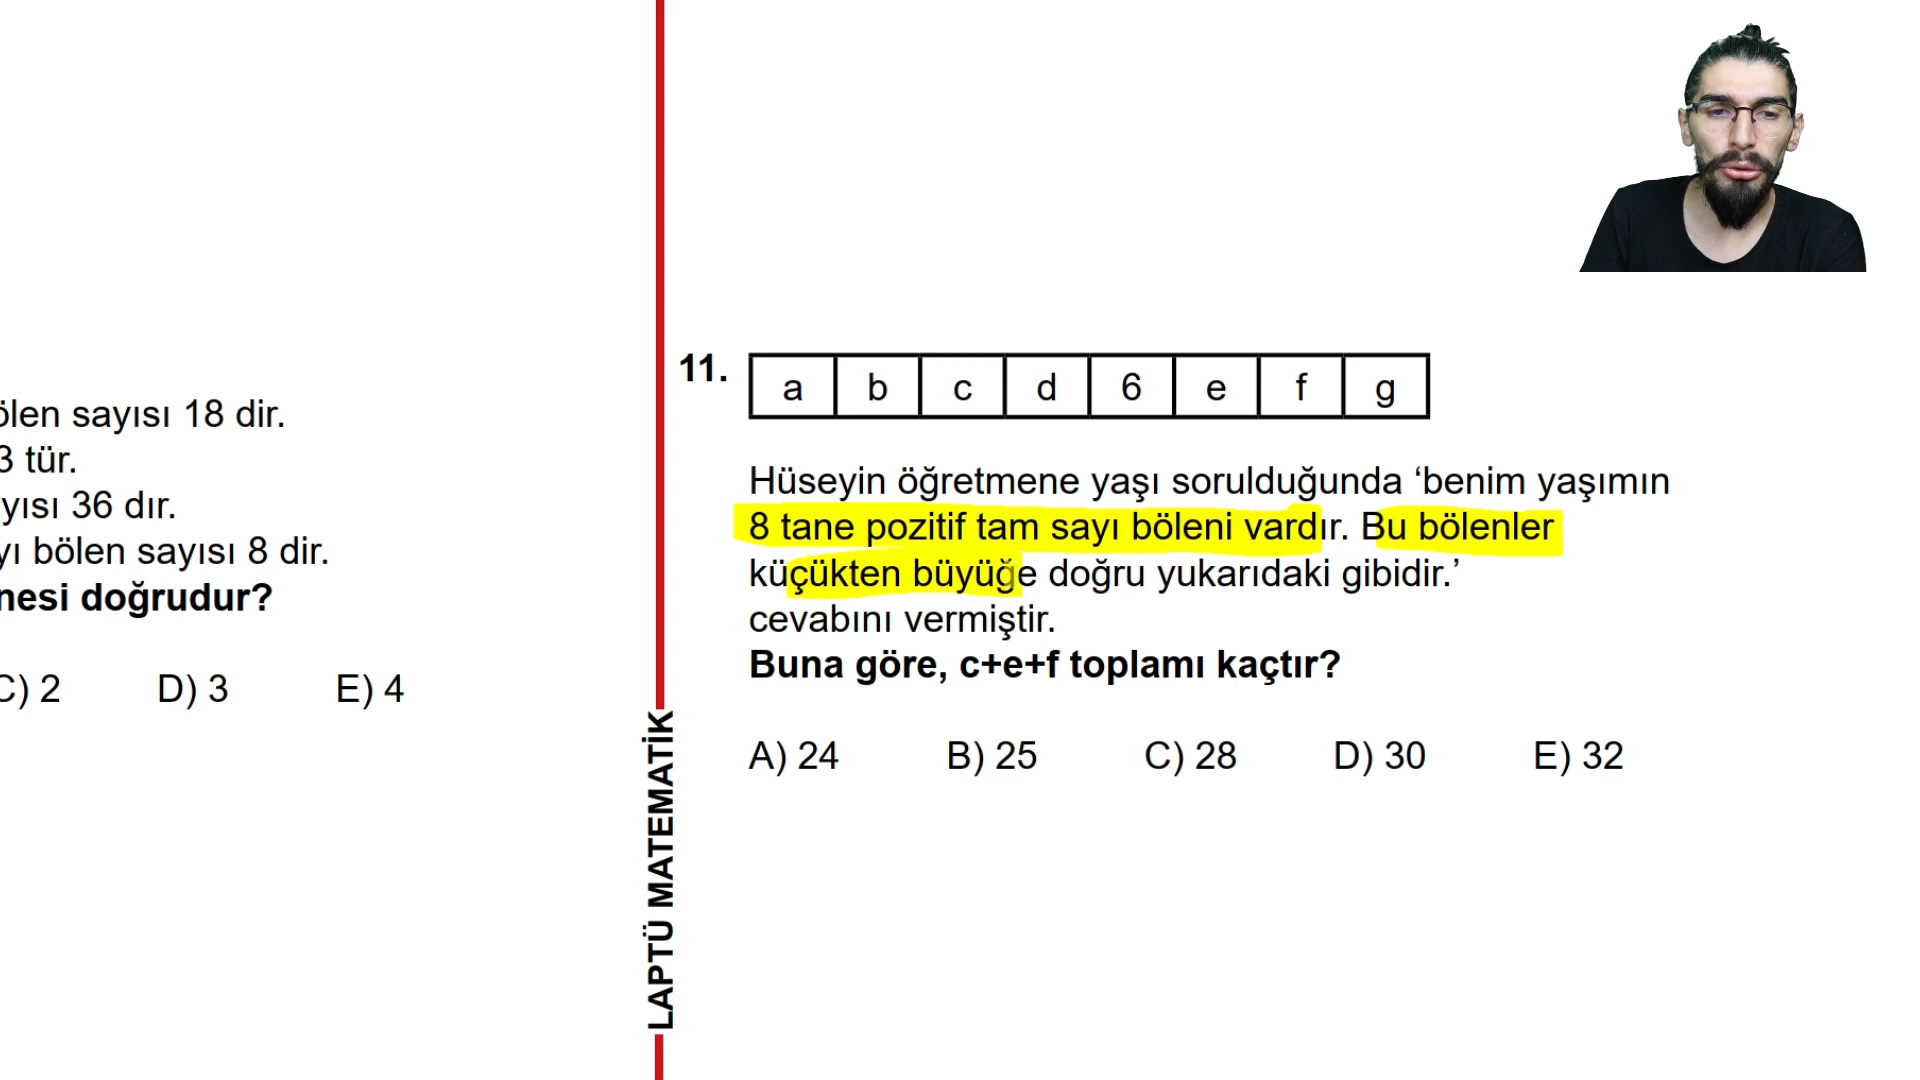 ölen sayısı 18 dir.
3 tür.
yısı 36 dır.
yı bölen sayısı 8 dir.
nesi doğrudur?
C) 2 D) 3 E) 4
LAPTÜ MATEMATİK
11. a b c d 6 e f g
Hüseyin öğretmene yaşı sorulduğunda ‘benim yaşımın
8 tane pozitif tam sayı böleni vardır. Bu bölenler
küçükten büyüğe doğru yukarıdaki gibidir.’
cevabını vermiştir.
Buna göre, c+e+f toplamı kaçtır?
A) 24 B) 25 C) 28 D) 30 E) 32